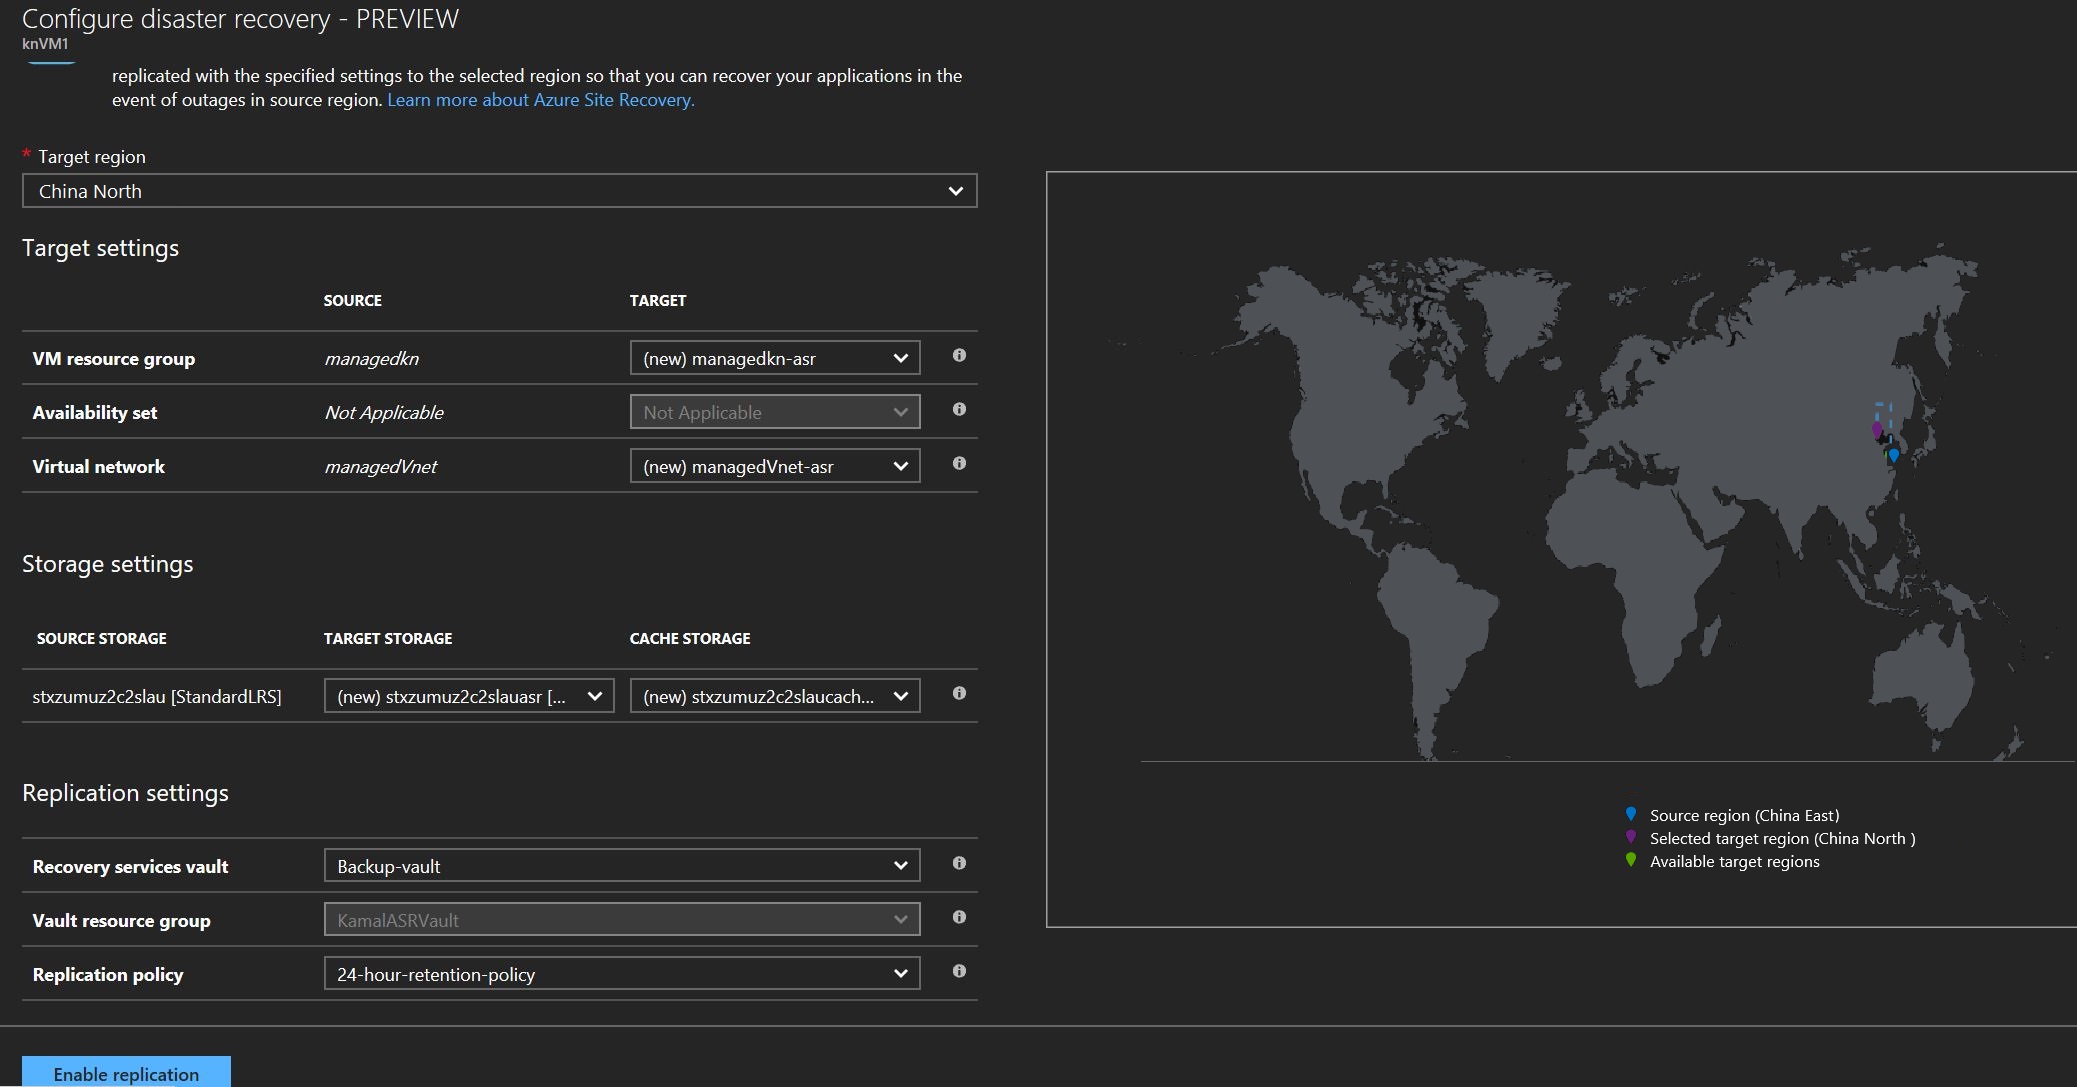 Configure disaster recovery - PREVIEW
knVM1
replicated with the specified settings to the selected region so that you can recover your applications in the
event of outages in source region. Learn more about Azure Site Recovery.
* Target region
China North
Target settings
SOURCE TARGET
VM resource group managedkn (new) managedkn-asr
Availability set Not Applicable Not Applicable
Virtual network managedVnet (new) managedVnet-asr
Storage settings
SOURCE STORAGE TARGET STORAGE CACHE STORAGE
stxzumuz2c2slau [StandardLRS] (new) stxzumuz2c2slauasr [... (new) stxzumuz2c2slaucach...
Replication settings
Recovery services vault Backup-vault
Vault resource group KamalASRVault
Replication policy 24-hour-retention-policy
Enable replication
Source region (China East)
Selected target region (China North )
Available target regions